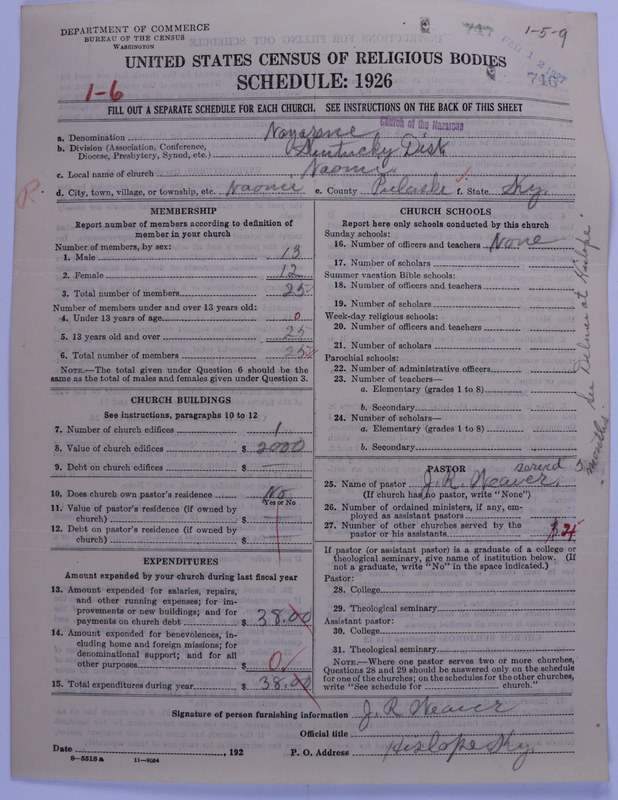 DEPARTMENT OF COMMERCE
BUREAU OF THE CENSUS
WASHINGTON
1-5-9
FEB 12 1927
746
UNITED STATES CENSUS OF RELIGIOUS BODIES
SCHEDULE: 1926
1-6
FILL OUT A SEPARATE SCHEDULE FOR EACH CHURCH. SEE INSTRUCTIONS ON THE BACK OF THIS SHEET
Church of the Nazarene
a. Denomination
b. Division (Association, Conference, Diocese, Presbytery, Synod, etc.) Kentucky Dist
c. Local name of church Naomi
d. City, town, village, or township, etc. Naomi e. County Pulaski f. State Ky.
R.
MEMBERSHIP
Report number of members according to definition of member in your church
Number of members, by sex:
1. Male 13
2. Female 12
3. Total number of members 25
Number of members under and over 13 years old:
4. Under 13 years of age 0
5. 13 years old and over 25
6. Total number of members 25
NOTE.—The total given under Question 6 should be the same as the total of males and females given under Question 3.
CHURCH BUILDINGS
See instructions, paragraphs 10 to 12
7. Number of church edifices 1
8. Value of church edifices $ 2000
9. Debt on church edifices $ —
10. Does church own pastor's residence No
Yes or No
11. Value of pastor's residence (if owned by church) $
12. Debt on pastor's residence (if owned by church) $
EXPENDITURES
Amount expended by your church during last fiscal year
13. Amount expended for salaries, repairs, and other running expenses; for improvements or new buildings; and for payments on church debt $ 38.00
14. Amount expended for benevolences, including home and foreign missions; for denominational support; and for all other purposes $ 0
15. Total expenditures during year $ 38.00
CHURCH SCHOOLS
Report here only schools conducted by this church
Sunday schools:
16. Number of officers and teachers None
17. Number of scholars
Summer vacation Bible schools:
18. Number of officers and teachers
19. Number of scholars
Week-day religious schools:
20. Number of officers and teachers
21. Number of scholars
Parochial schools:
22. Number of administrative officers
23. Number of teachers—
a. Elementary (grades 1 to 8)
b. Secondary
24. Number of scholars—
a. Elementary (grades 1 to 8)
b. Secondary
PASTOR
served 5
months.
25. Name of pastor J. R. Weaver.
(If church has no pastor, write "None")
26. Number of ordained ministers, if any, employed as assistant pastors
27. Number of other churches served by the pastor or his assistants
If pastor (or assistant pastor) is a graduate of a college or theological seminary, give name of institution below. (If not a graduate, write "No" in the space indicated.)
Pastor:
28. College
29. Theological seminary
Assistant pastor:
30. College
31. Theological seminary
NOTE.—Where one pastor serves two or more churches, Questions 28 and 29 should be answered only on the schedule for one of the churches; on the schedules for the other churches, write "See schedule for church."
Signature of person furnishing information J. R Weaver
Official title
Date , 192 P. O. Address Hislope Ky.
8-5518 a 11-9064